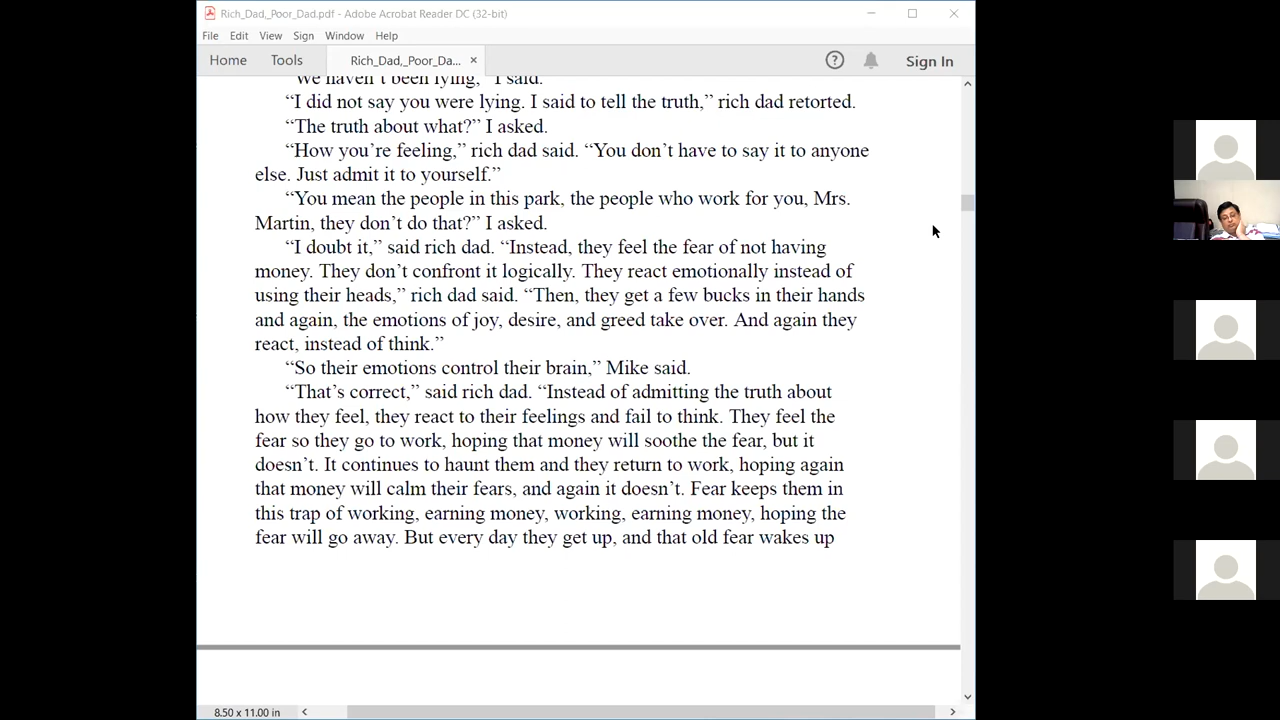 Rich_Dad,_Poor_Dad.pdf - Adobe Acrobat Reader DC (32-bit)
File Edit View Sign Window Help
Home Tools Rich_Dad,_Poor_Da... × Sign In
“We haven’t been lying,” I said.
“I did not say you were lying. I said to tell the truth,” rich dad retorted.
“The truth about what?” I asked.
“How you’re feeling,” rich dad said. “You don’t have to say it to anyone
else. Just admit it to yourself.”
“You mean the people in this park, the people who work for you, Mrs.
Martin, they don’t do that?” I asked.
“I doubt it,” said rich dad. “Instead, they feel the fear of not having
money. They don’t confront it logically. They react emotionally instead of
using their heads,” rich dad said. “Then, they get a few bucks in their hands
and again, the emotions of joy, desire, and greed take over. And again they
react, instead of think.”
“So their emotions control their brain,” Mike said.
“That’s correct,” said rich dad. “Instead of admitting the truth about
how they feel, they react to their feelings and fail to think. They feel the
fear so they go to work, hoping that money will soothe the fear, but it
doesn’t. It continues to haunt them and they return to work, hoping again
that money will calm their fears, and again it doesn’t. Fear keeps them in
this trap of working, earning money, working, earning money, hoping the
fear will go away. But every day they get up, and that old fear wakes up
8.50 x 11.00 in